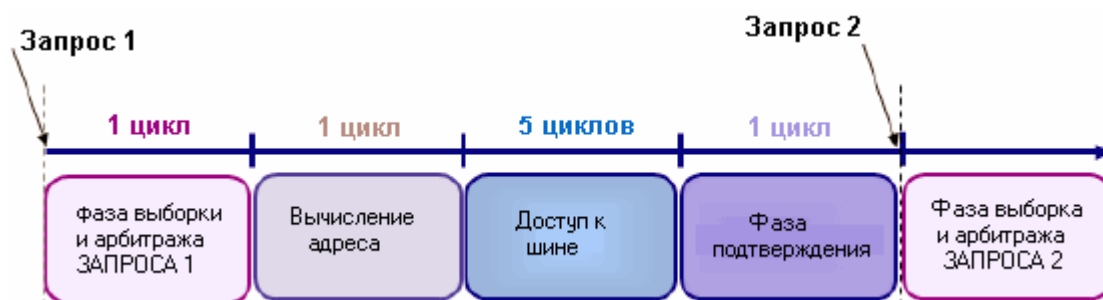 Запрос 1
Запрос 2
1 цикл
1 цикл
5 циклов
1 цикл
Фаза выборки
и арбитража
ЗАПРОСА 1
Вычисление
адреса
Доступ к
шине
Фаза
подтверждения
Фаза выборка
и арбитража
ЗАПРОСА 2